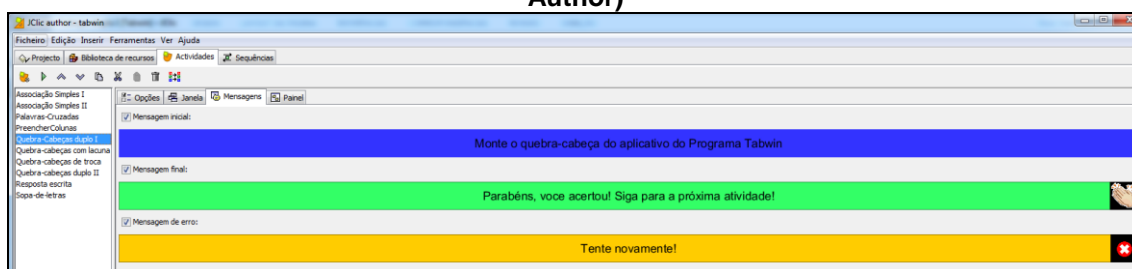 Author)
JClic author - tabwin
Ficheiro Edição Inserir Ferramentas Ver Ajuda
Projecto Biblioteca de recursos Actividades Sequências
Associação Simples I
Associação Simples II
Palavras-Cruzadas
PreencherColunas
Quebra-Cabeças duplo I
Quebra-cabeças com lacuna
Quebra-cabeças de troca
Quebra-cabeças duplo II
Resposta escrita
Sopa-de-letras
Opções Janela Mensagens Painel
Mensagem inicial:
Monte o quebra-cabeça do aplicativo do Programa Tabwin
Mensagem final:
Parabéns, voce acertou! Siga para a próxima atividade!
Mensagem de erro:
Tente novamente!